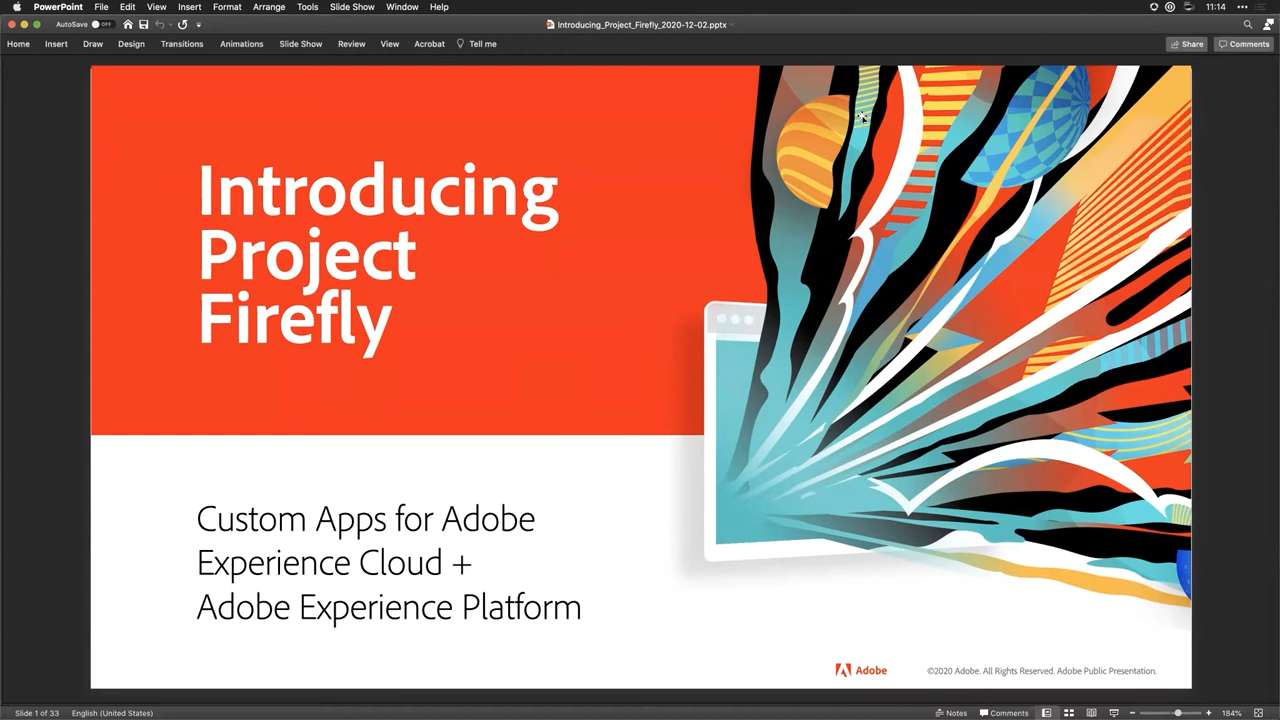 PowerPoint File Edit View Insert Format Arrange Tools Slide Show Window Help 11:14
AutoSave OFF Introducing_Project_Firefly_2020-12-02.pptx
Home Insert Draw Design Transitions Animations Slide Show Review View Acrobat Tell me Share Comments
Introducing
Project
Firefly
Custom Apps for Adobe
Experience Cloud +
Adobe Experience Platform
Adobe ©2020 Adobe. All Rights Reserved. Adobe Public Presentation.
Slide 1 of 33 English (United States) Notes Comments 184%